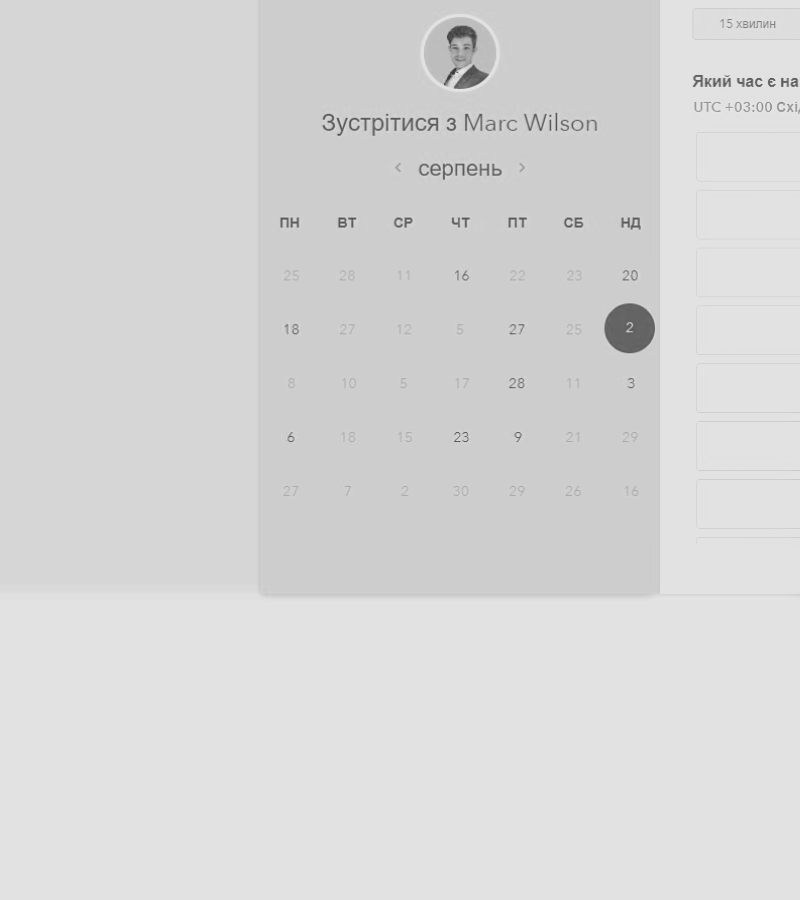 Зустрітися з Marc Wilson
серпень
ПН ВТ СР ЧТ ПТ СБ НД
25 28 11 16 22 23 20
18 27 12 5 27 25 2
8 10 5 17 28 11 3
6 18 15 23 9 21 29
27 7 2 30 29 26 16
15 хвилин
Який час є
UTC +03:00